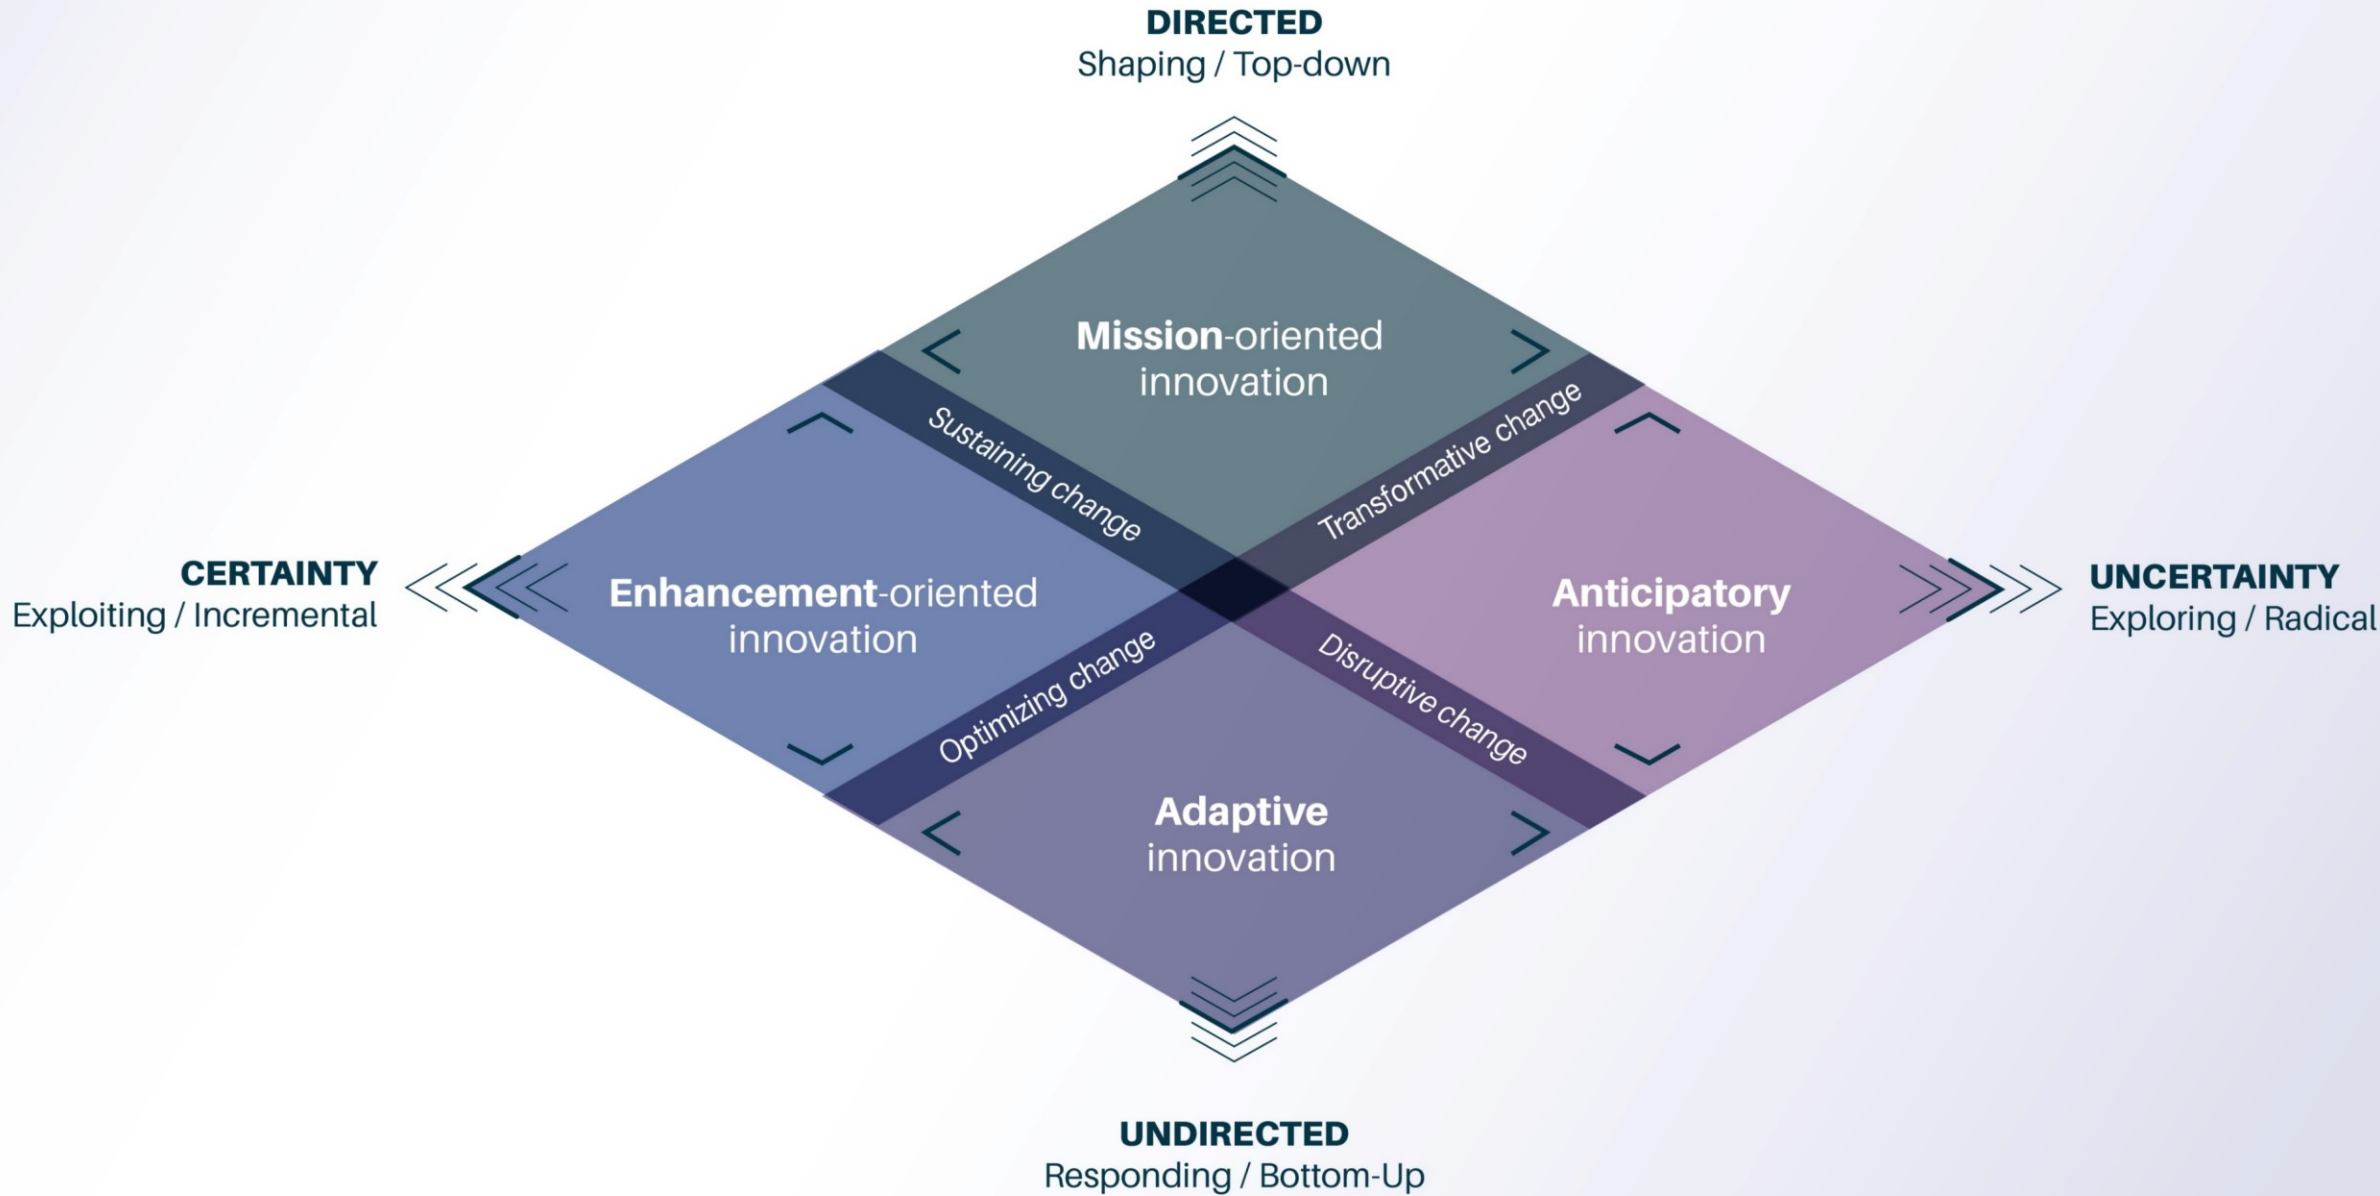 DIRECTED
Shaping / Top-down
Mission-oriented
innovation
Sustaining change
Transformative change
CERTAINTY
Exploiting / Incremental
Enhancement-oriented
innovation
Anticipatory
innovation
UNCERTAINTY
Exploring / Radical
Optimizing change
Disruptive change
Adaptive
innovation
UNDIRECTED
Responding / Bottom-Up